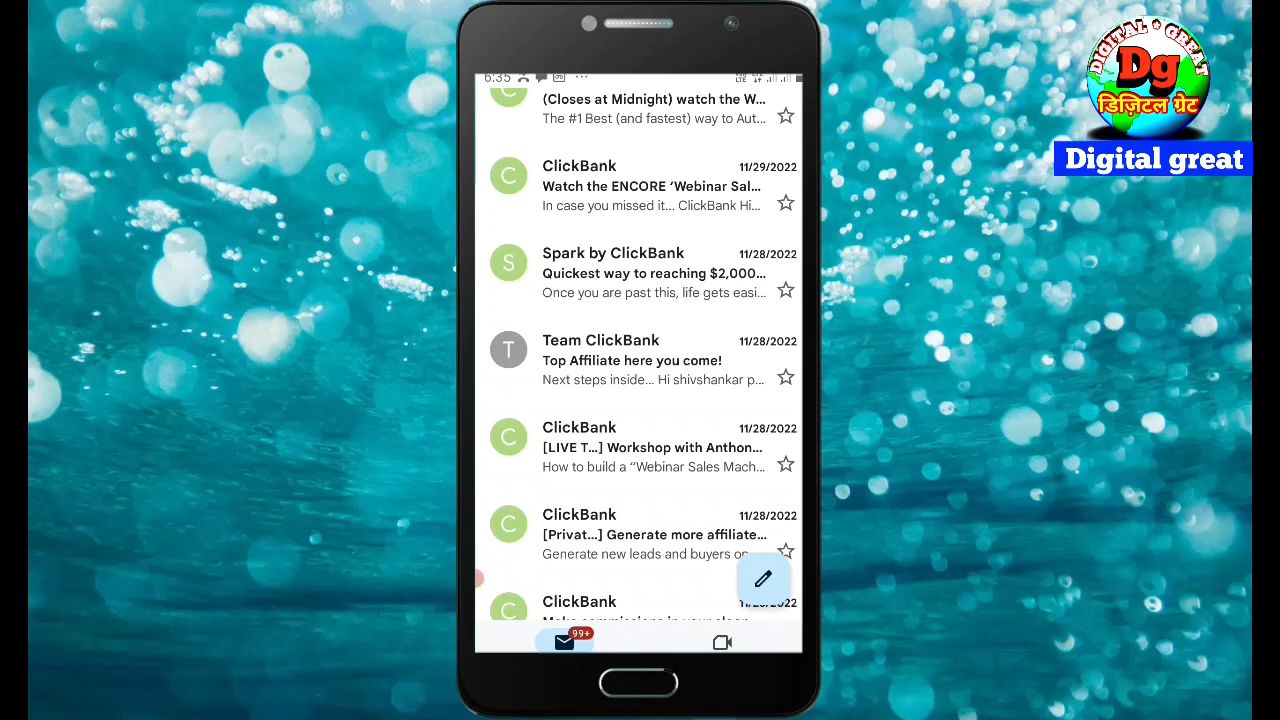 6:35
(Closes at Midnight) watch the W...
The #1 Best (and fastest) way to Aut...
C
ClickBank 11/29/2022
Watch the ENCORE ‘Webinar Sal...
In case you missed it... ClickBank Hi...
S
Spark by ClickBank 11/28/2022
Quickest way to reaching $2,000...
Once you are past this, life gets easi...
T
Team ClickBank 11/28/2022
Top Affiliate here you come!
Next steps inside... Hi shivshankar p...
C
ClickBank 11/28/2022
[LIVE T...] Workshop with Anthon...
How to build a “Webinar Sales Mach...
C
ClickBank 11/28/2022
[Privat...] Generate more affiliate...
Generate new leads and buyers on
C
ClickBank
99+
DIGITAL * GREAT
Dg
डिज़िटल ग्रेट
Digital great